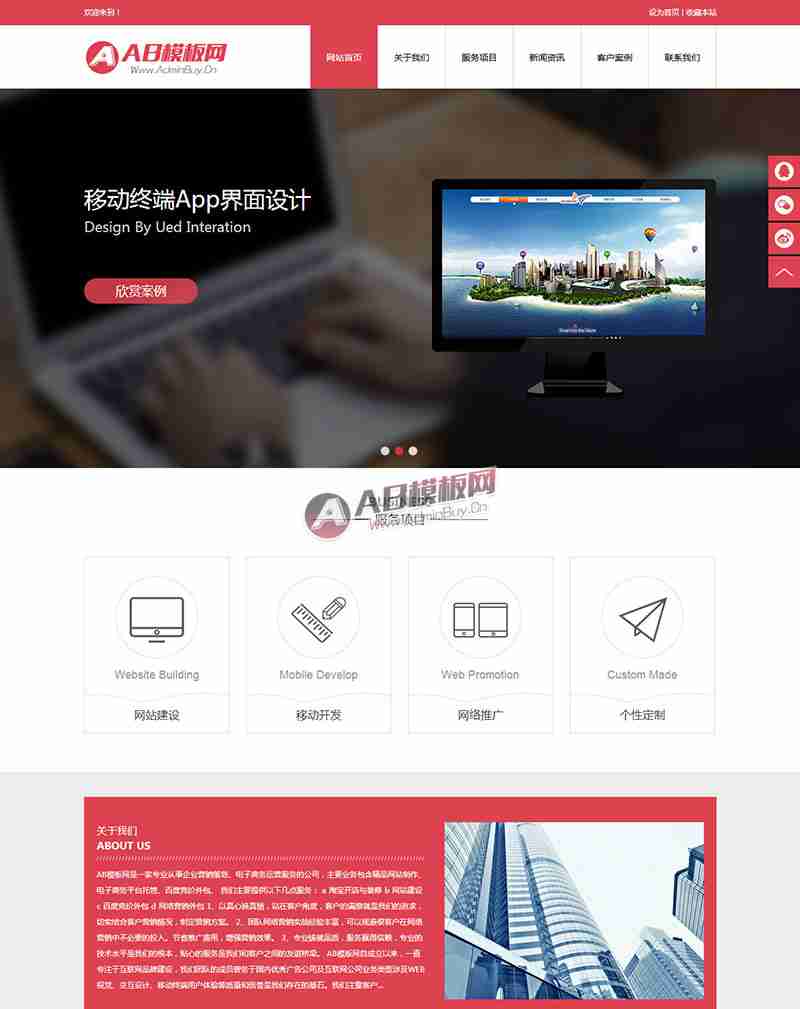 欢迎来到！
设为首页 | 收藏本站
AB模板网
Www.AdminBuy.Cn
网站首页
关于我们
服务项目
新闻资讯
客户案例
联系我们
移动终端App界面设计
Design By Ued Interation
欣赏案例
BUSINESS
服务项目
AB模板网
Www.AdminBuy.Cn
Website Building
Mobile Develop
Web Promotion
Custom Made
网站建设
移动开发
网络推广
个性定制
关于我们
ABOUT US
AB模板网是一家专业从事企业营销策划、电子商务运营服务的公司，主要业务包含精品网站制作、
电子商务平台托管、百度竞价外包。 我们主要提供以下几点服务： a 淘宝开店与装修 b 网站建设
c 百度竞价外包 d 网络营销外包 1、以真心换真诚，站在客户角度，客户的满意就是我们的追求，
切实结合客户营销情况，制定营销方案。 2、团队网络营销实战经验丰富，可以规避掉客户在网络
营销中不必要的投入。节省推广费用，增强营销效果。 3、专业铸就品质，服务赢得信赖，专业的
技术水平是我们的根本，贴心的服务是我们和客户之间的友谊桥梁。 AB模板网自成立以来，一直
专注于互联网品牌建设，我们团队的成员曾务于国内优秀广告公司及互联网公司业务类型涉及WEB
视觉、交互设计、移动终端用户体验等质量和信誉是我们存在的基石。我们注重客户...